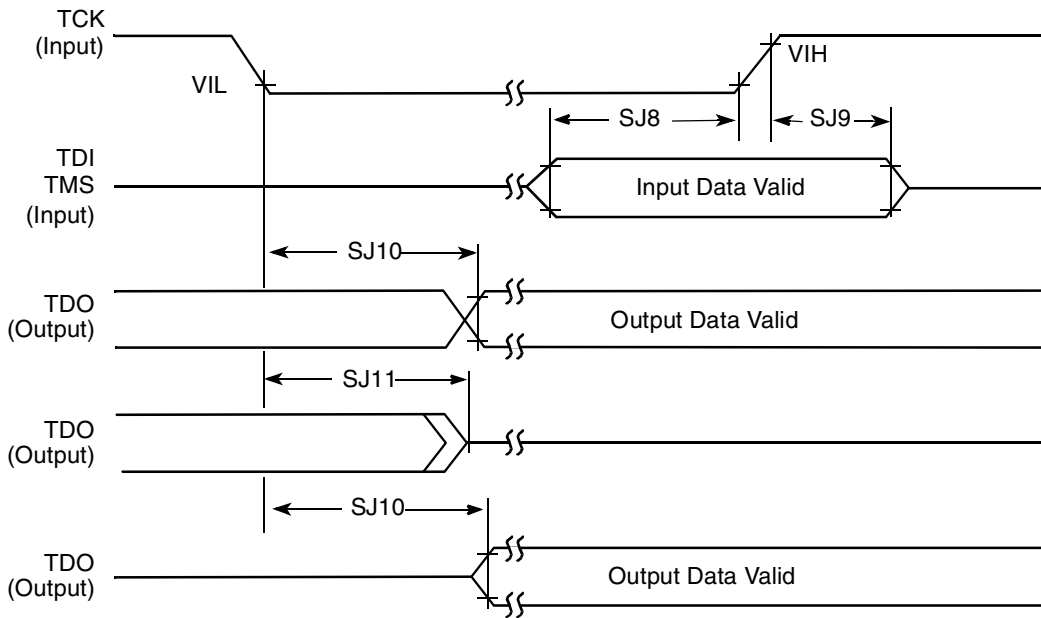 TCK
(Input)
VIL
VIH
SJ8
SJ9
TDI
TMS
(Input)
Input Data Valid
SJ10
TDO
(Output)
Output Data Valid
SJ11
TDO
(Output)
SJ10
TDO
(Output)
Output Data Valid